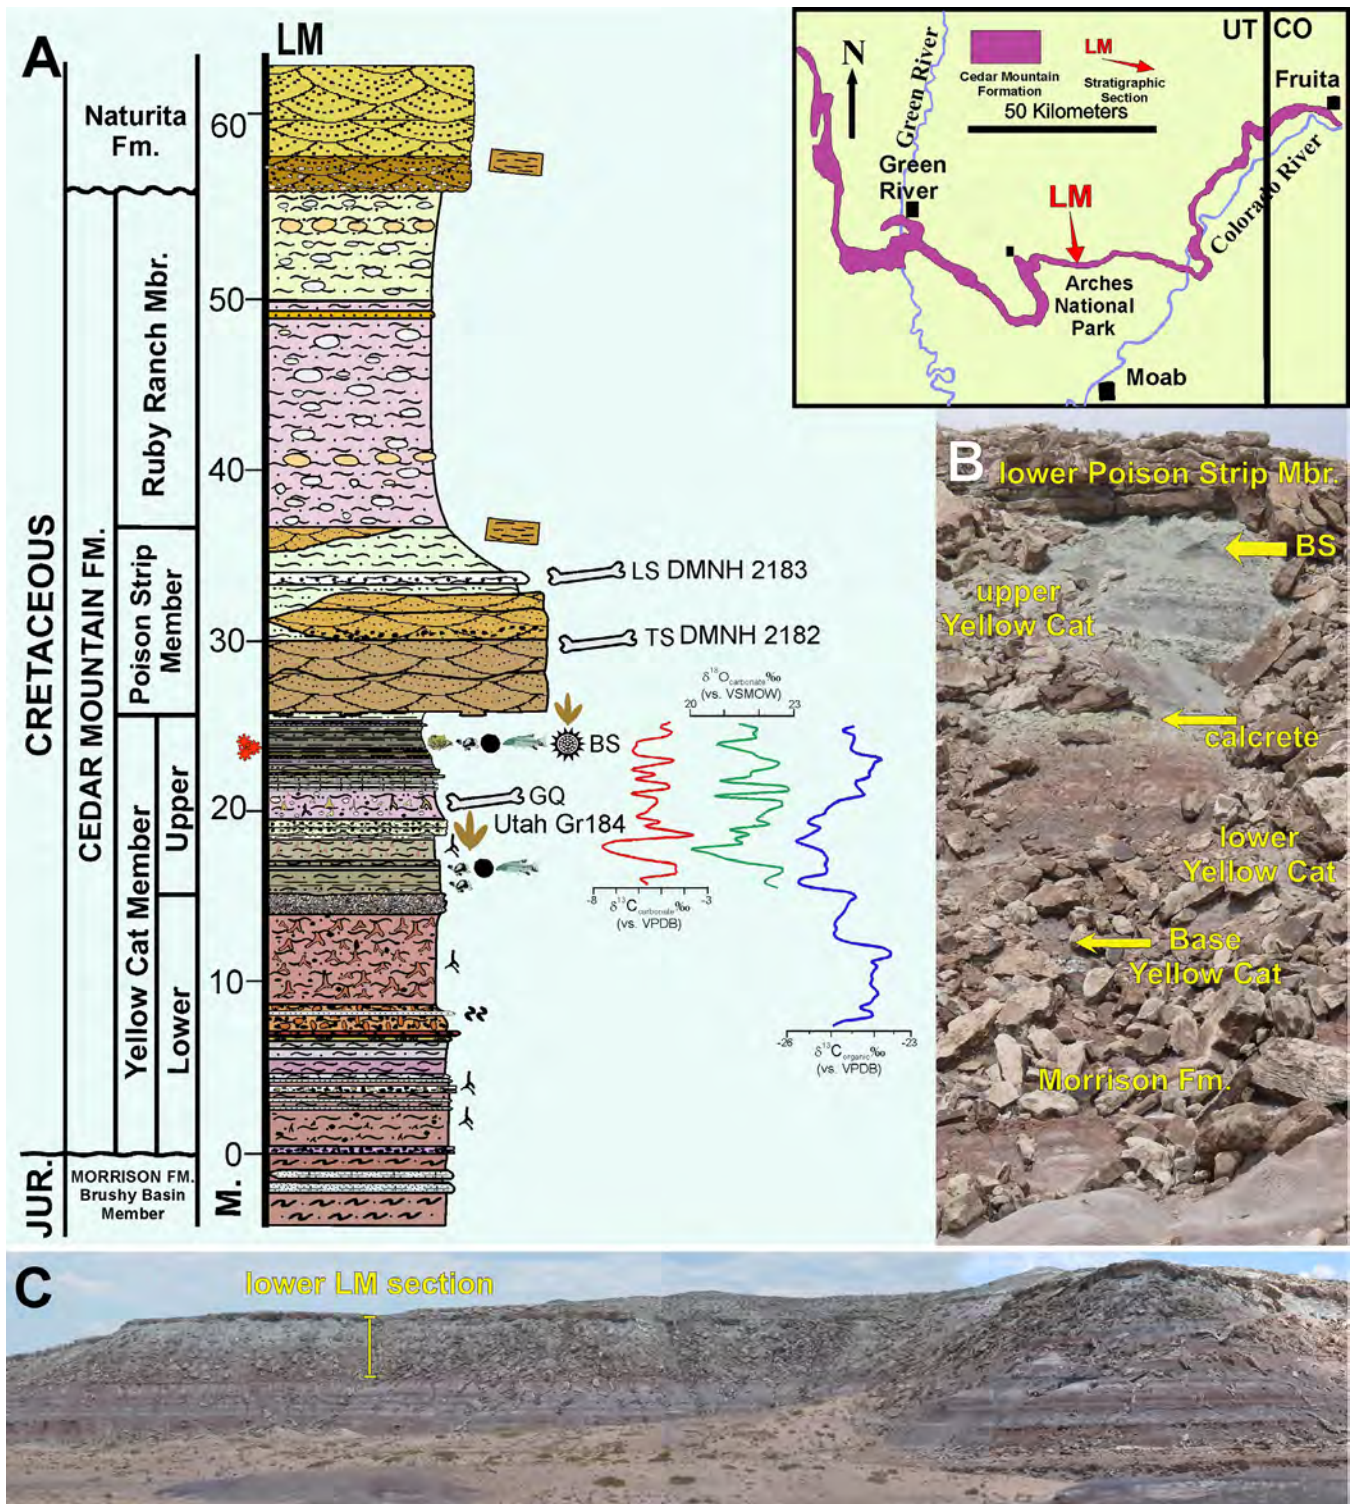 A
LM
Naturita
Fm.
60
50
40
30
20
10
0
M.
CRETACEOUS
JUR.
CEDAR MOUNTAIN FM.
Ruby Ranch Mbr.
Poison Strip
Member
Yellow Cat Member
Upper
Lower
MORRISON FM.
Brushy Basin
Member
LS DMNH 2183
TS DMNH 2182
BS
GQ
Utah Gr184
δ18Ocarbonate‰
(vs. VSMOW)
20 23
-8 -3
δ13Ccarbonate‰
(vs. VPDB)
-26 -23
δ13Corganic‰
(vs. VPDB)
UT CO
N
Green River
Cedar Mountain
Formation
LM
Stratigraphic
Section
50 Kilometers
Fruita
Green
River
LM
Colorado River
Arches
National
Park
Moab
B
lower Poison Strip Mbr.
BS
upper
Yellow Cat
calcrete
lower
Yellow Cat
Base
Yellow Cat
Morrison Fm.
C
lower LM section